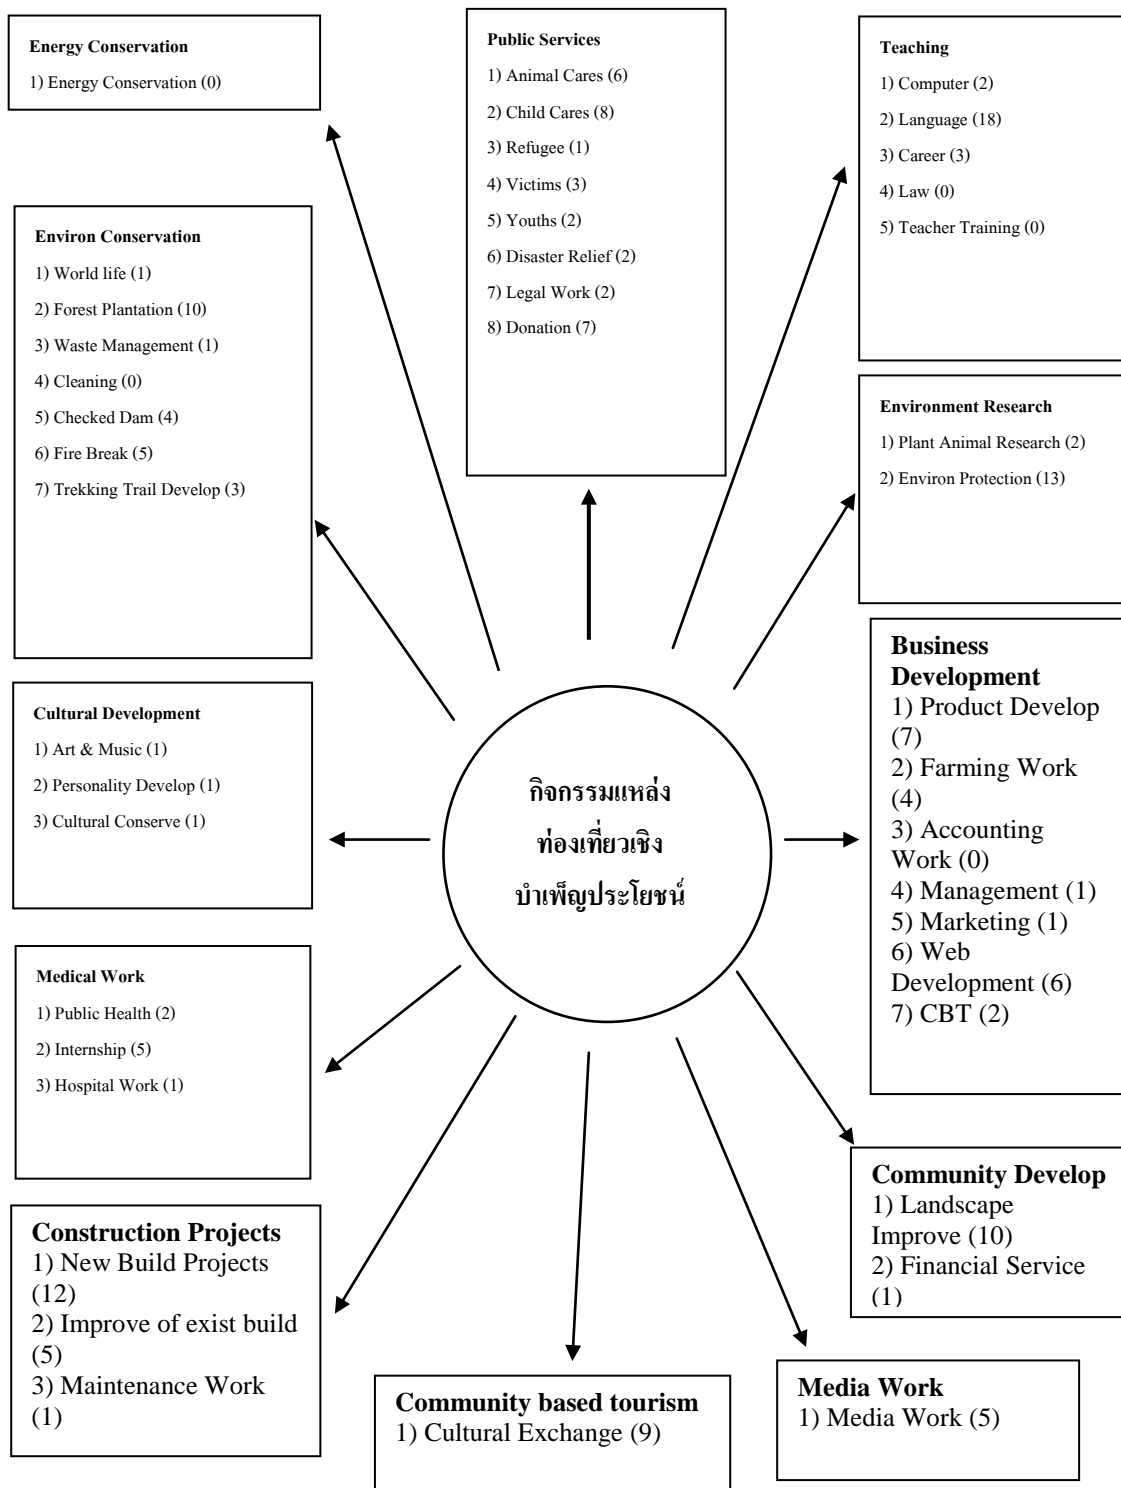 Energy Conservation
1) Energy Conservation (0)
Public Services
1) Animal Cares (6)
2) Child Cares (8)
3) Refugee (1)
4) Victims (3)
5) Youths (2)
6) Disaster Relief (2)
7) Legal Work (2)
8) Donation (7)
Teaching
1) Computer (2)
2) Language (18)
3) Career (3)
4) Law (0)
5) Teacher Training (0)
Environ Conservation
1) World life (1)
2) Forest Plantation (10)
3) Waste Management (1)
4) Cleaning (0)
5) Checked Dam (4)
6) Fire Break (5)
7) Trekking Trail Develop (3)
Environment Research
1) Plant Animal Research (2)
2) Environ Protection (13)
Business
Development
1) Product Develop
(7)
2) Farming Work
(4)
3) Accounting
Work (0)
4) Management (1)
5) Marketing (1)
6) Web
Development (6)
7) CBT (2)
Cultural Development
1) Art & Music (1)
2) Personality Develop (1)
3) Cultural Conserve (1)
กิจกรรมแหล่ง
ท่องเที่ยวเชิง
บำเพ็ญประโยชน์
Medical Work
1) Public Health (2)
2) Internship (5)
3) Hospital Work (1)
Community Develop
1) Landscape
Improve (10)
2) Financial Service
(1)
Construction Projects
1) New Build Projects
(12)
2) Improve of exist build
(5)
3) Maintenance Work
(1)
Community based tourism
1) Cultural Exchange (9)
Media Work
1) Media Work (5)